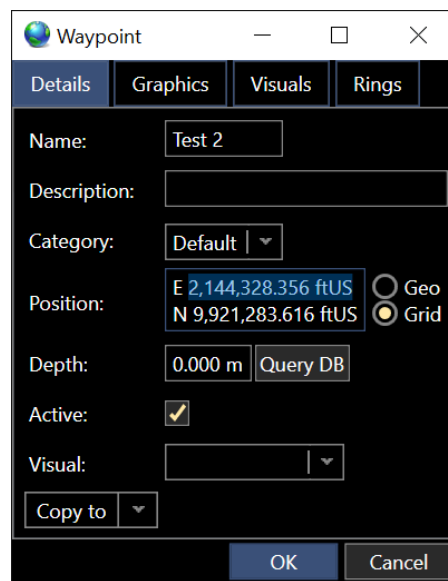 Waypoint
Details Graphics Visuals Rings
Name: Test 2
Description:
Category: Default
Position: E 2,144,328.356 ftUS Geo
N 9,921,283.616 ftUS Grid
Depth: 0.000 m Query DB
Active:
Visual:
Copy to
OK Cancel